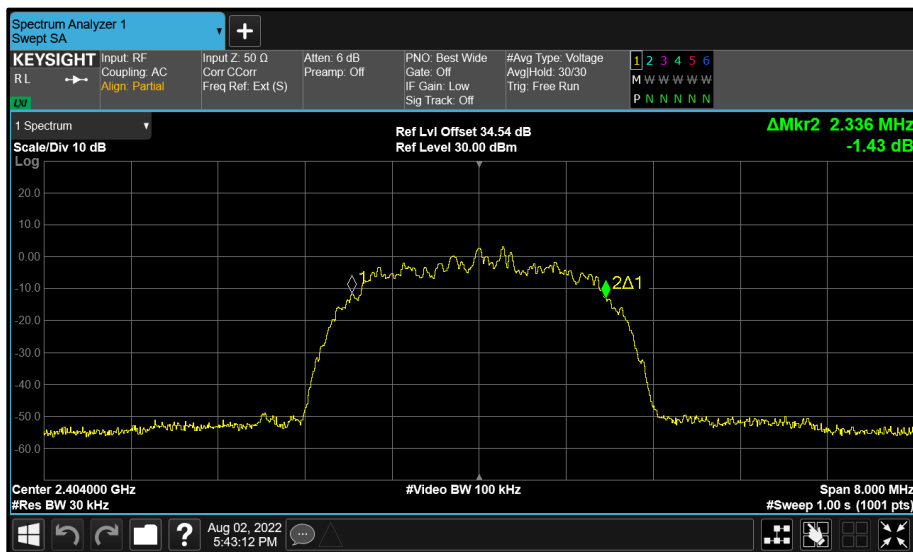 Spectrum Analyzer 1
Swept SA
+
KEYSIGHT
R L
LXI
Input: RF
Coupling: AC
Align: Partial
Input Z: 50 Ω
Corr CCorr
Freq Ref: Ext (S)
Atten: 6 dB
Preamp: Off
PNO: Best Wide
Gate: Off
IF Gain: Low
Sig Track: Off
#Avg Type: Voltage
Avg|Hold: 30/30
Trig: Free Run
1 2 3 4 5 6
M W W W W W
P N N N N N
1 Spectrum
Scale/Div 10 dB
Log
Ref Lvl Offset 34.54 dB
Ref Level 30.00 dBm
ΔMkr2 2.336 MHz
-1.43 dB
20.0
10.0
0.00
-10.0
-20.0
-30.0
-40.0
-50.0
-60.0
1
2Δ1
Center 2.404000 GHz
#Res BW 30 kHz
#Video BW 100 kHz
Span 8.000 MHz
#Sweep 1.00 s (1001 pts)
?
Aug 02, 2022
5:43:12 PM